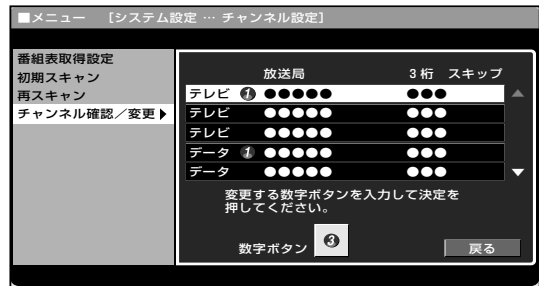 ■メニュー [システム設定 … チャンネル設定]
番組表取得設定
初期スキャン
再スキャン
チャンネル確認／変更▶
放送局 3桁 スキップ
テレビ ❶ ●●●●● ●●●
テレビ ●●●●● ●●●
テレビ ●●●●● ●●●
データ ❶ ●●●●● ●●●
データ ●●●●● ●●●
変更する数字ボタンを入力して決定を
押してください。
数字ボタン ❸
戻る